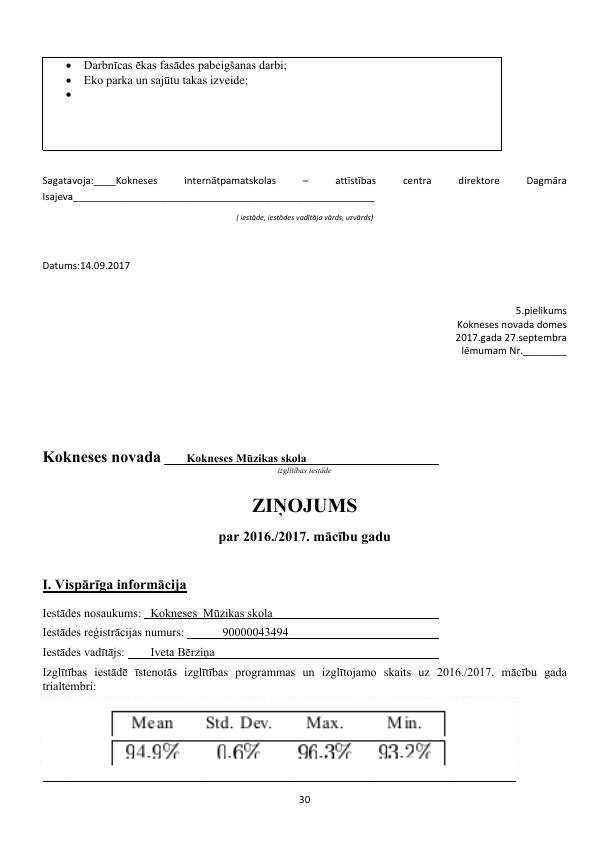 • Darbnīcas ēkas fasādes pabeigšanas darbi;
• Eko parka un sajūtu takas izveide;
•
Sagatavoja:____Kokneses internātpamatskolas – attīstības centra direktore Dagmāra
Isajeva___________________________________________________________
( iestāde, iestādes vadītāja vārds, uzvārds)
Datums:14.09.2017
5.pielikums
Kokneses novada domes
2017.gada 27.septembra
lēmumam Nr.________
Kokneses novada Kokneses Mūzikas skola
izglītības iestāde
ZIŅOJUMS
par 2016./2017. mācību gadu
I. Vispārīga informācija
Iestādes nosaukums: Kokneses Mūzikas skola
Iestādes reģistrācijas numurs: 90000043494
Iestādes vadītājs: Iveta Bērziņa
Izglītības iestādē īstenotās izglītības programmas un izglītojamo skaits uz 2016./2017. mācību gada
trialtembri:
Mean Std. Dev. Max. Min.
94.9% 0.6% 96.3% 93.2%
30